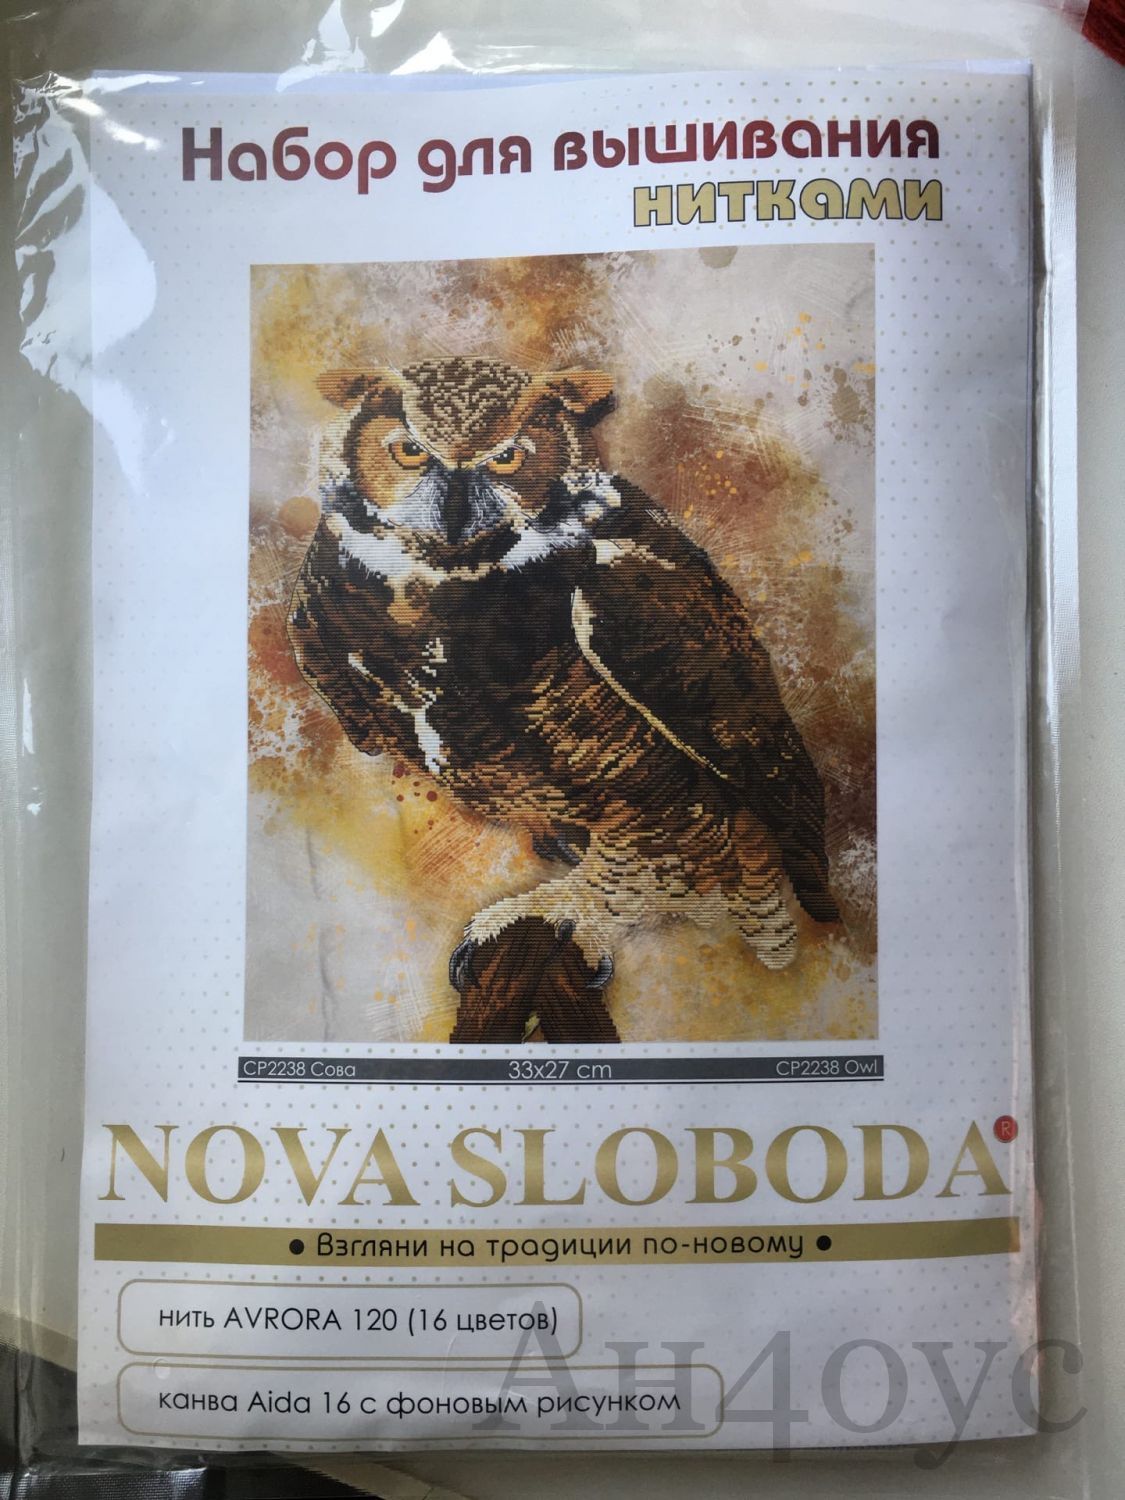 Набор для вышивания
нитками
CP2238 Сова 33x27 cm CP2238 Owl
NOVA SLOBODA®
• Взгляни на традиции по-новому •
нить AVRORA 120 (16 цветов)
канва Aida 16 с фоновым рисунком
Ан4оус